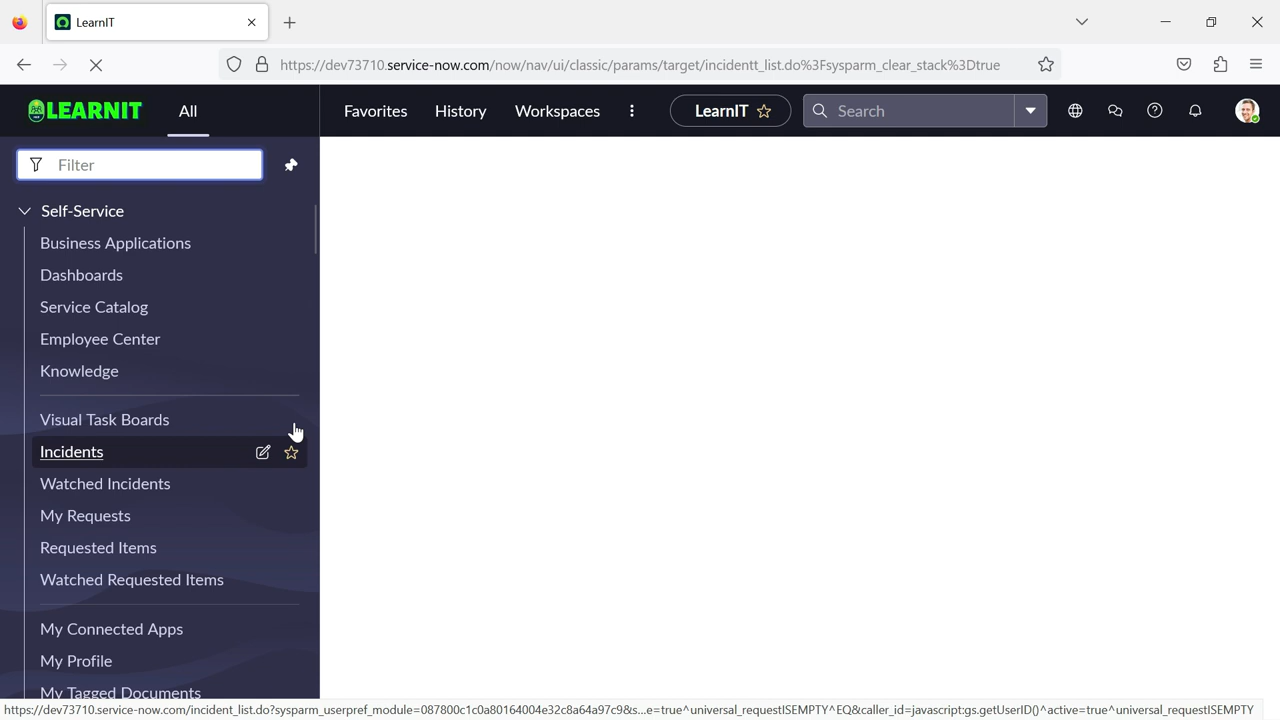 LearnIT
https://dev73710.service-now.com/now/nav/ui/classic/params/target/incidentt_list.do%3Fsysparm_clear_stack%3Dtrue
LEARNIT
All
Favorites
History
Workspaces
LearnIT
Search
Filter
Self-Service
Business Applications
Dashboards
Service Catalog
Employee Center
Knowledge
Visual Task Boards
Incidents
Watched Incidents
My Requests
Requested Items
Watched Requested Items
My Connected Apps
My Profile
My Tagged Documents
https://dev73710.service-now.com/incident_list.do?sysparm_userpref_module=087800c1c0a80164004e32c8a64a97c9&s...e=true^universal_requestISEMPTY^EQ&caller_id=javascript:gs.getUserID()^active=true^universal_requestISEMPTY